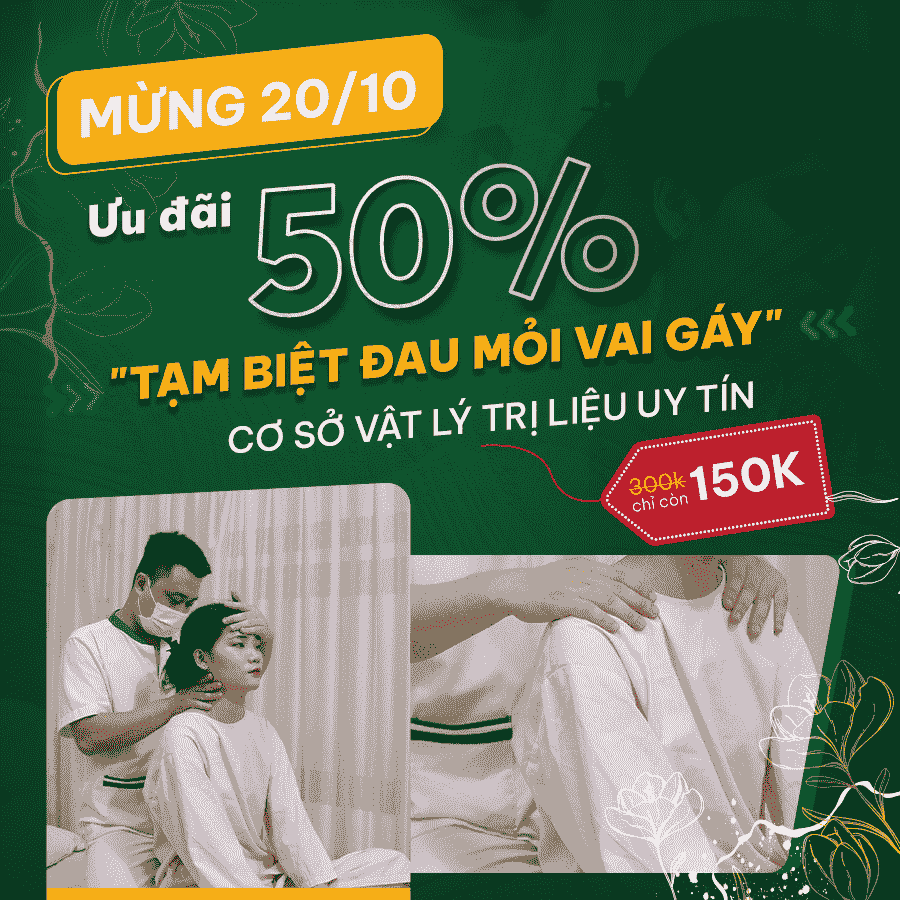 MỪNG 20/10
Ưu đãi 50%
"TẠM BIỆT ĐAU MỎI VAI GÁY"
CƠ SỞ VẬT LÝ TRỊ LIỆU UY TÍN
300k
chỉ còn 150K